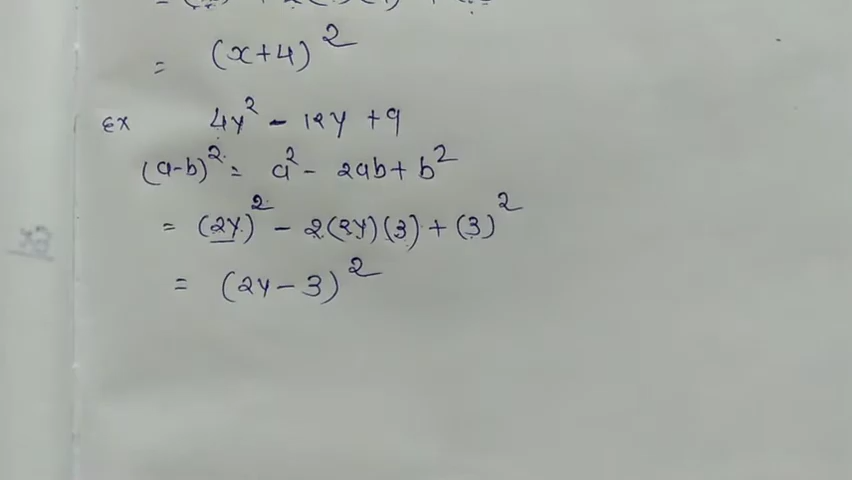 = (x+4)²
Ex 4y² - 12y + 9
(a-b)² = a² - 2ab + b²
= (2y)² - 2(2y)(3) + (3)²
= (2y - 3)²